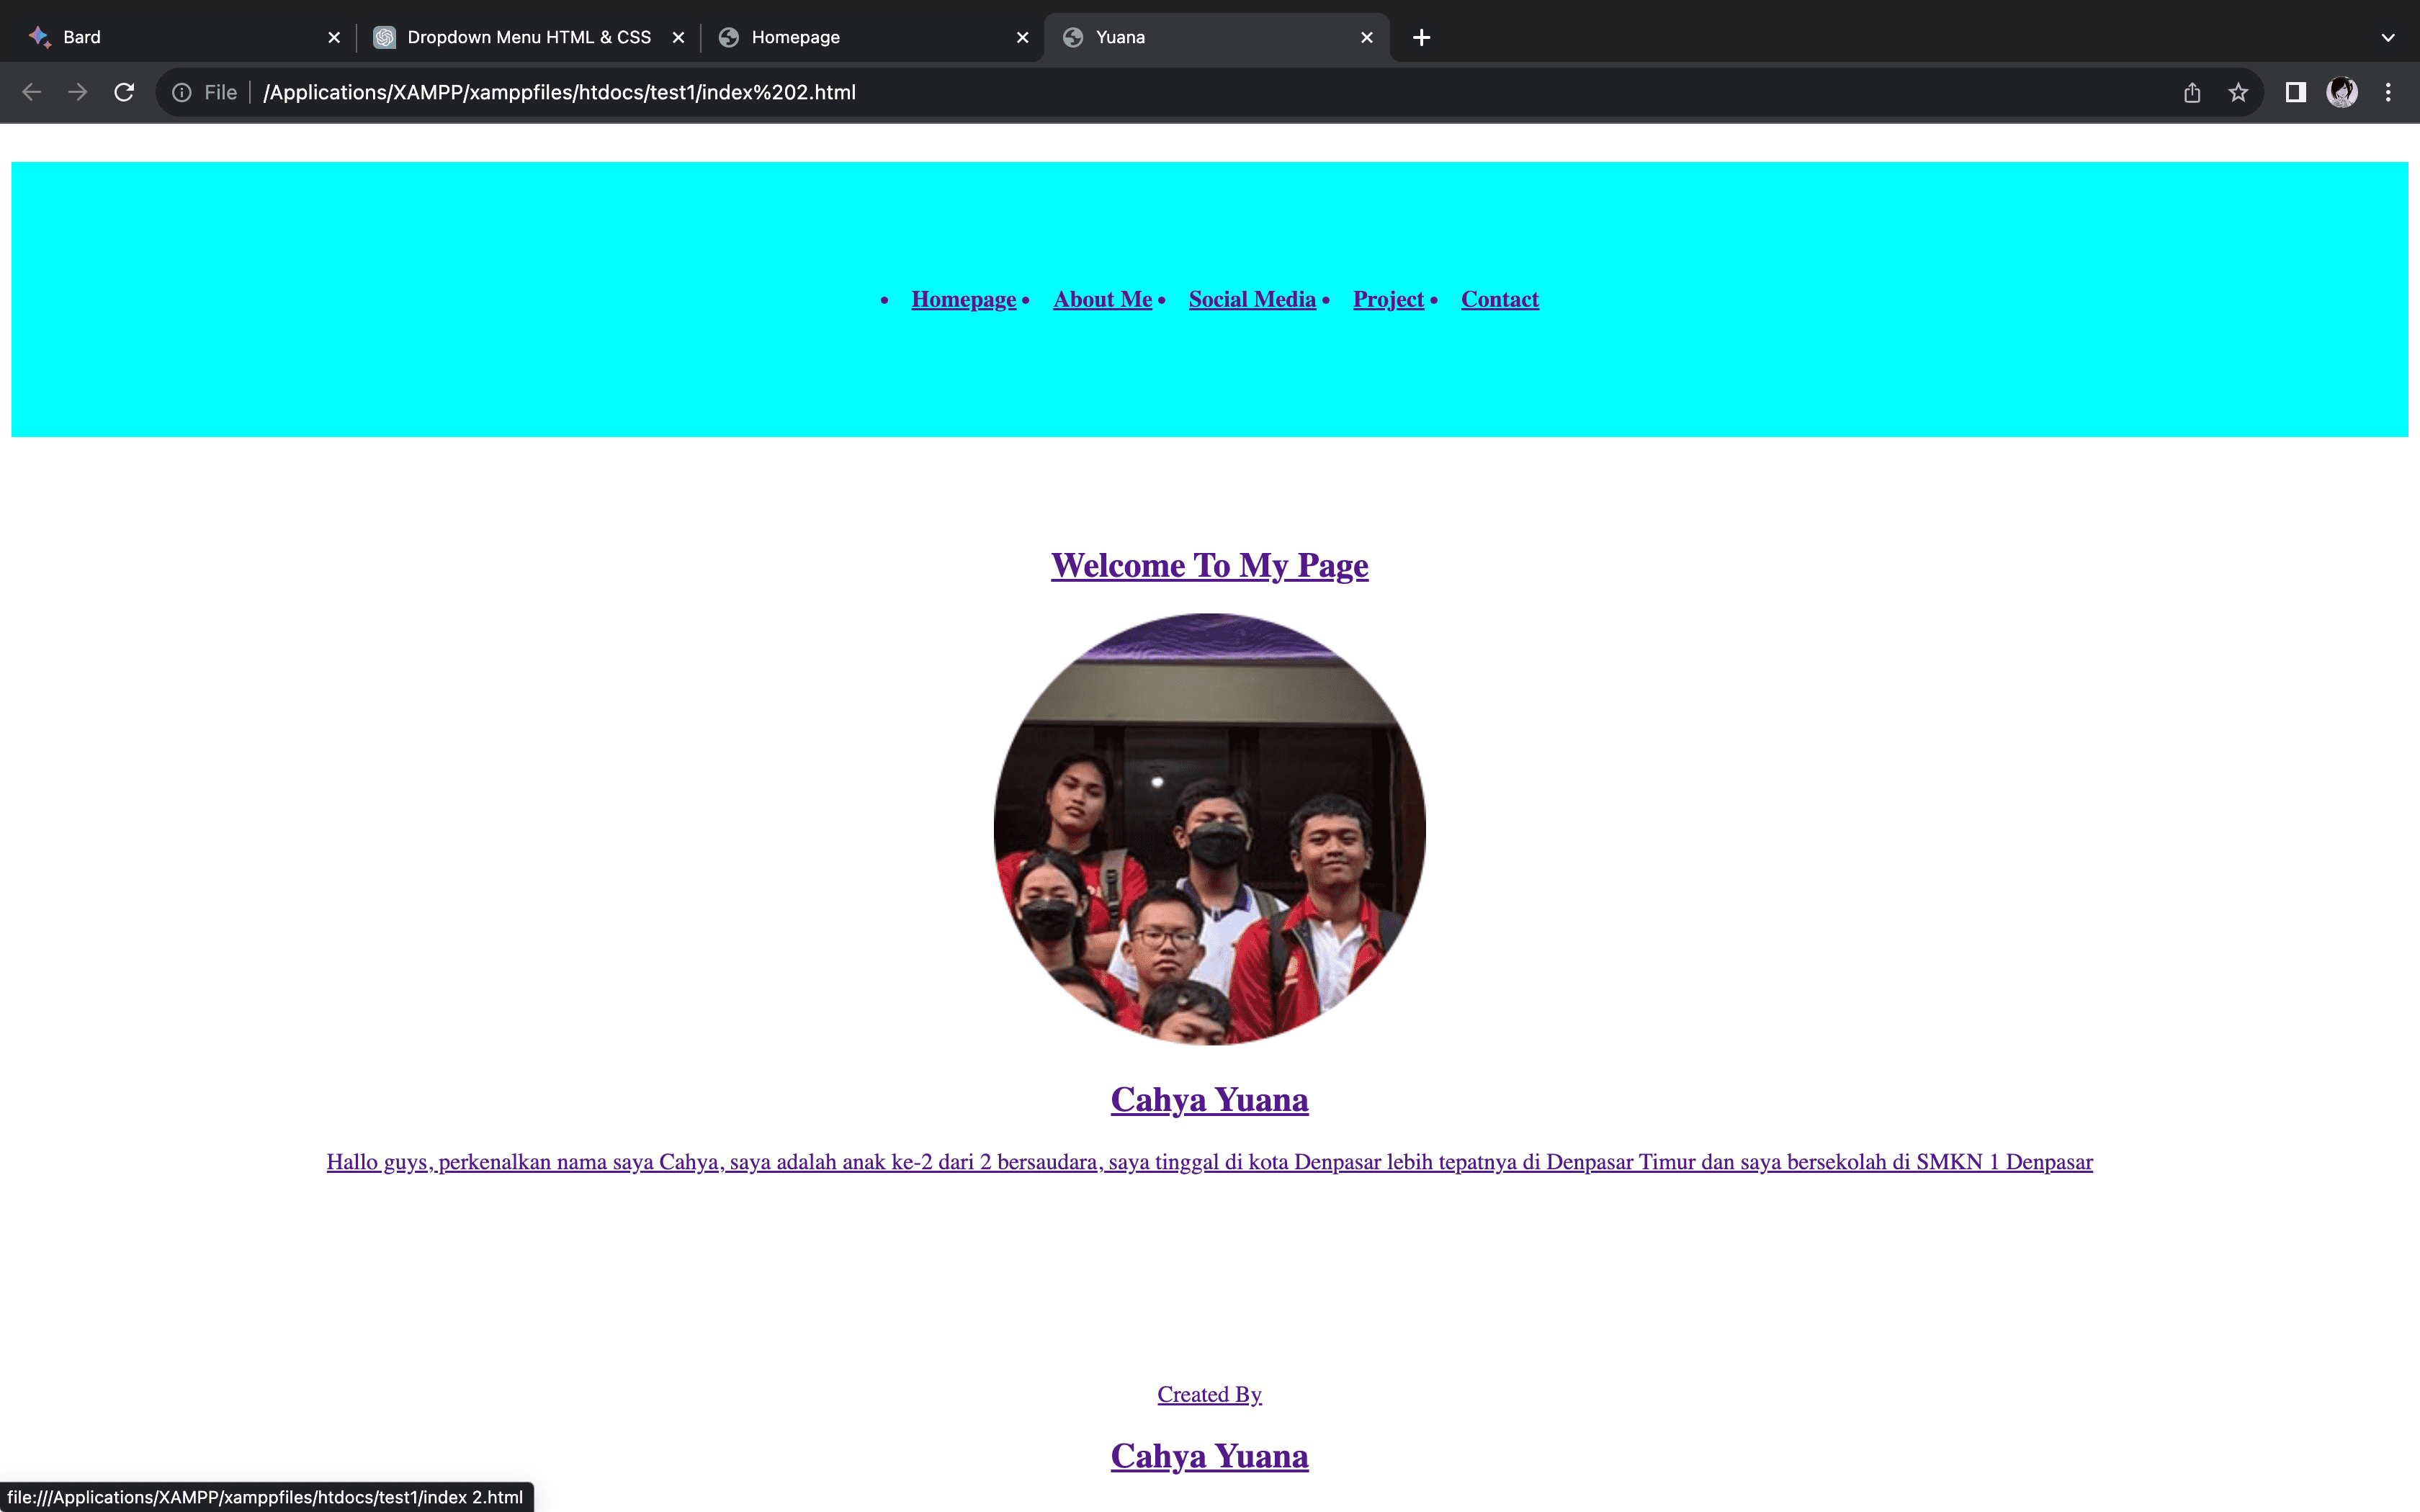 Bard
Dropdown Menu HTML & CSS
Homepage
Yuana
File
/Applications/XAMPP/xamppfiles/htdocs/test1/index%202.html
• Homepage • About Me • Social Media • Project • Contact
Welcome To My Page
Cahya Yuana
Hallo guys, perkenalkan nama saya Cahya, saya adalah anak ke-2 dari 2 bersaudara, saya tinggal di kota Denpasar lebih tepatnya di Denpasar Timur dan saya bersekolah di SMKN 1 Denpasar
Created By
Cahya Yuana
file:///Applications/XAMPP/xamppfiles/htdocs/test1/index 2.html